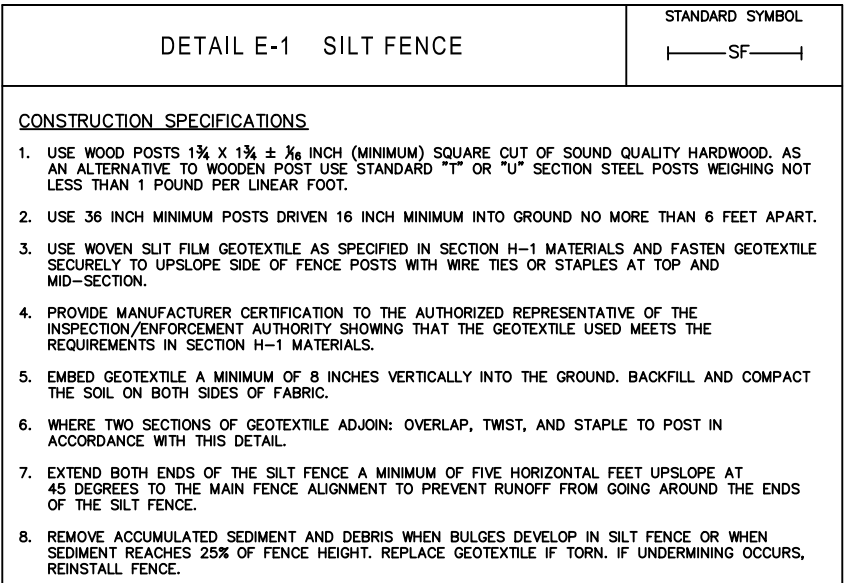 STANDARD SYMBOL
DETAIL E-1 SILT FENCE
SF
CONSTRUCTION SPECIFICATIONS
1. USE WOOD POSTS 1¾ X 1¾ ± 1⁄16 INCH (MINIMUM) SQUARE CUT OF SOUND QUALITY HARDWOOD. AS
AN ALTERNATIVE TO WOODEN POST USE STANDARD "T" OR "U" SECTION STEEL POSTS WEIGHING NOT
LESS THAN 1 POUND PER LINEAR FOOT.
2. USE 36 INCH MINIMUM POSTS DRIVEN 16 INCH MINIMUM INTO GROUND NO MORE THAN 6 FEET APART.
3. USE WOVEN SLIT FILM GEOTEXTILE AS SPECIFIED IN SECTION H-1 MATERIALS AND FASTEN GEOTEXTILE
SECURELY TO UPSLOPE SIDE OF FENCE POSTS WITH WIRE TIES OR STAPLES AT TOP AND
MID-SECTION.
4. PROVIDE MANUFACTURER CERTIFICATION TO THE AUTHORIZED REPRESENTATIVE OF THE
INSPECTION/ENFORCEMENT AUTHORITY SHOWING THAT THE GEOTEXTILE USED MEETS THE
REQUIREMENTS IN SECTION H-1 MATERIALS.
5. EMBED GEOTEXTILE A MINIMUM OF 8 INCHES VERTICALLY INTO THE GROUND. BACKFILL AND COMPACT
THE SOIL ON BOTH SIDES OF FABRIC.
6. WHERE TWO SECTIONS OF GEOTEXTILE ADJOIN: OVERLAP, TWIST, AND STAPLE TO POST IN
ACCORDANCE WITH THIS DETAIL.
7. EXTEND BOTH ENDS OF THE SILT FENCE A MINIMUM OF FIVE HORIZONTAL FEET UPSLOPE AT
45 DEGREES TO THE MAIN FENCE ALIGNMENT TO PREVENT RUNOFF FROM GOING AROUND THE ENDS
OF THE SILT FENCE.
8. REMOVE ACCUMULATED SEDIMENT AND DEBRIS WHEN BULGES DEVELOP IN SILT FENCE OR WHEN
SEDIMENT REACHES 25% OF FENCE HEIGHT. REPLACE GEOTEXTILE IF TORN. IF UNDERMINING OCCURS,
REINSTALL FENCE.